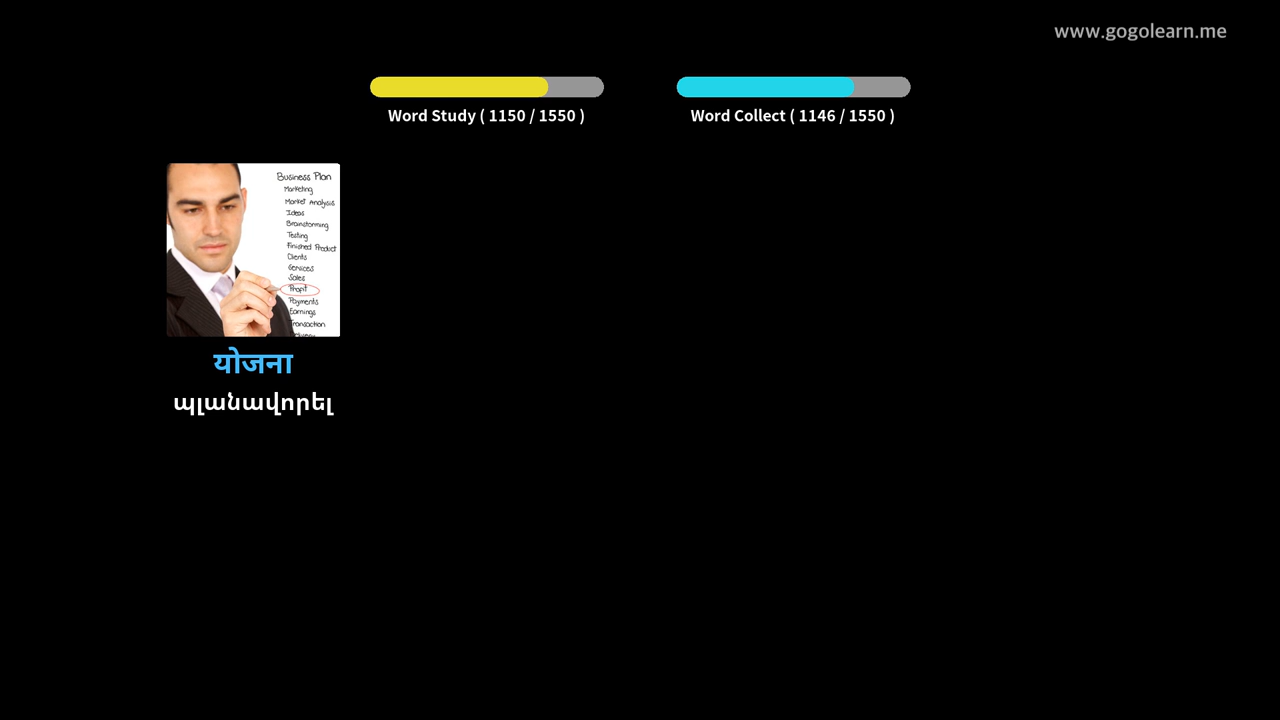 www.gogolearn.me
Word Study ( 1150 / 1550 )
Word Collect ( 1146 / 1550 )
Business Plan
Marketing
Market Analysis
Ideas
Brainstorming
Testing
Finished Product
Clients
Services
Sales
Profit
Payments
Earnings
Transaction
Delivery
योजना
պլանավորել